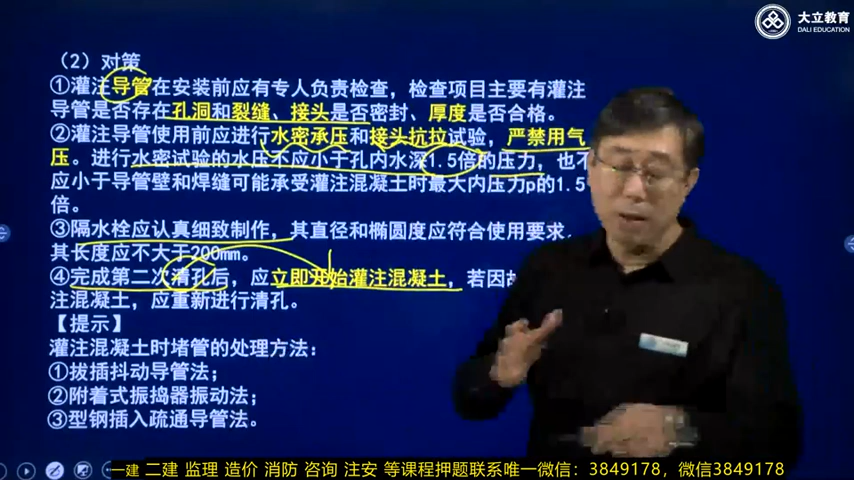 大立教育
DALI EDUCATION
（2）对策
①灌注导管在安装前应有专人负责检查，检查项目主要有灌注
导管是否存在孔洞和裂缝、接头是否密封、厚度是否合格。
②灌注导管使用前应进行水密承压和接头抗拉试验，严禁用气
压。进行水密试验的水压不应小于孔内水深1.5倍的压力，也不
应小于导管壁和焊缝可能承受灌注混凝土时最大内压力p的1.5
倍。
③隔水栓应认真细致制作，其直径和椭圆度应符合使用要求，
其长度应不大于200mm。
④完成第二次清孔后，应立即开始灌注混凝土，若因故
注混凝土，应重新进行清孔。
【提示】
灌注混凝土时堵管的处理方法：
①拔插抖动导管法；
②附着式振捣器振动法；
③型钢插入疏通导管法。
一建 二建 监理 造价 消防 咨询 注安 等课程押题联系唯一微信：3849178，微信3849178